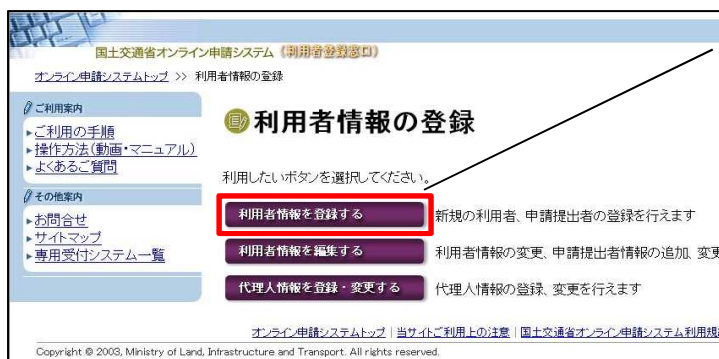 国土交通省オンライン申請システム（利用者登録窓口）
オンライン申請システムトップ >> 利用者情報の登録
ご利用案内
ご利用の手順
操作方法（動画・マニュアル）
よくあるご質問
その他案内
お問合せ
サイトマップ
専用受付システム一覧
利用者情報の登録
利用したいボタンを選択してください。
利用者情報を登録する 新規の利用者、申請提出者の登録を行えます
利用者情報を編集する 利用者情報の変更、申請提出者情報の追加、変更
代理人情報を登録・変更する 代理人情報の登録、変更を行えます
オンライン申請システムトップ｜当サイトご利用上の注意｜国土交通省オンライン申請システム利用規
Copyright © 2003, Ministry of Land, Infrastructure and Transport. All rights reserved.